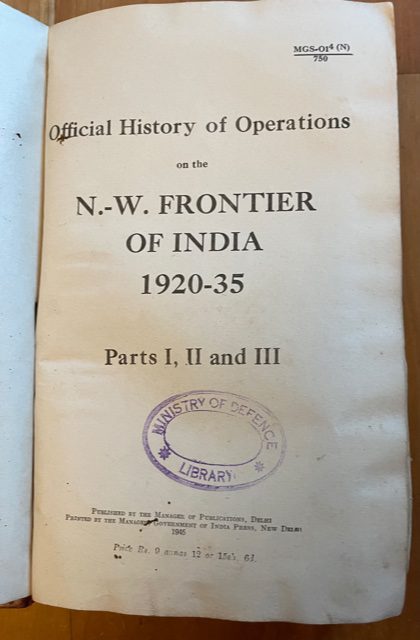 MGS-O1⁴ (N)
750
Official History of Operations
on the
N.-W. FRONTIER
OF INDIA
1920-35
Parts I, II and III
MINISTRY OF DEFENCE
LIBRARY
PUBLISHED BY THE MANAGER OF PUBLICATIONS, DELHI
PRINTED BY THE MANAGER GOVERNMENT OF INDIA PRESS, NEW DELHI
1945
Price Rs. 9 annas 12 or 15s. 6d.